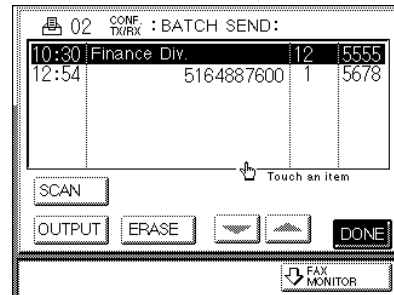 02 CONF. TX/RX : BATCH SEND:
10:30 Finance Div. 12 5555
12:54 5164887600 1 5678
Touch an item
SCAN
OUTPUT ERASE DONE
FAX MONITOR